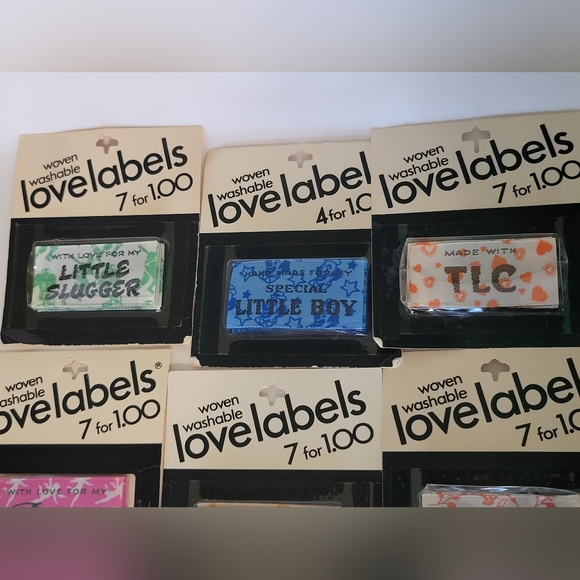 woven
washable
lovelabels
7 for 1.00
WITH LOVE FOR MY
LITTLE
SLUGGER
woven
washable
lovelabels
4 for 1.0
HAND MADE FOR MY
SPECIAL
LITTLE BOY
woven
washable
lovelabels
7 for 1.00
MADE WITH
TLC
woven
washable
lovelabels®
7 for 1.00
WITH LOVE FOR MY
woven
washable
lovelabels
7 for 1.00
woven
washable
lovelabels
7 for 1.0